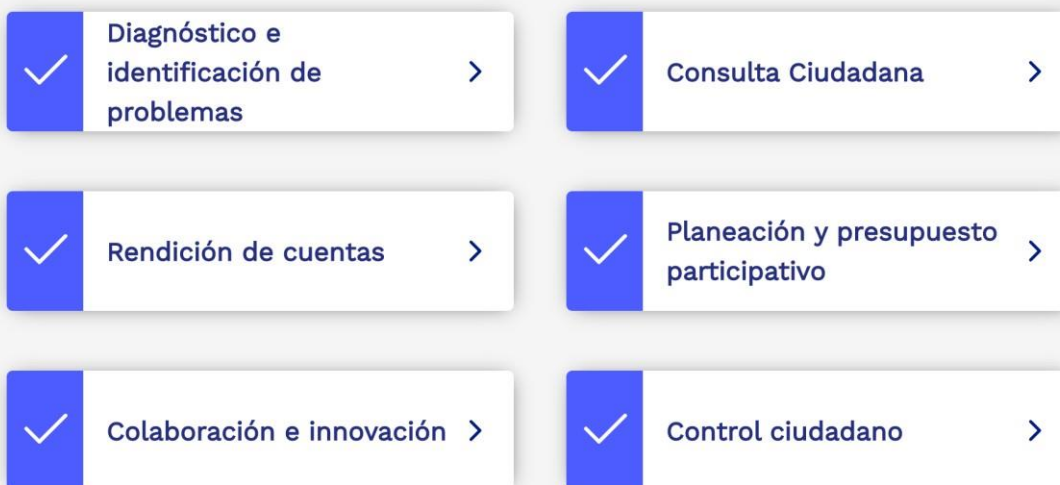 Diagnóstico e
identificación de
problemas
Consulta Ciudadana
Rendición de cuentas
Planeación y presupuesto
participativo
Colaboración e innovación
Control ciudadano